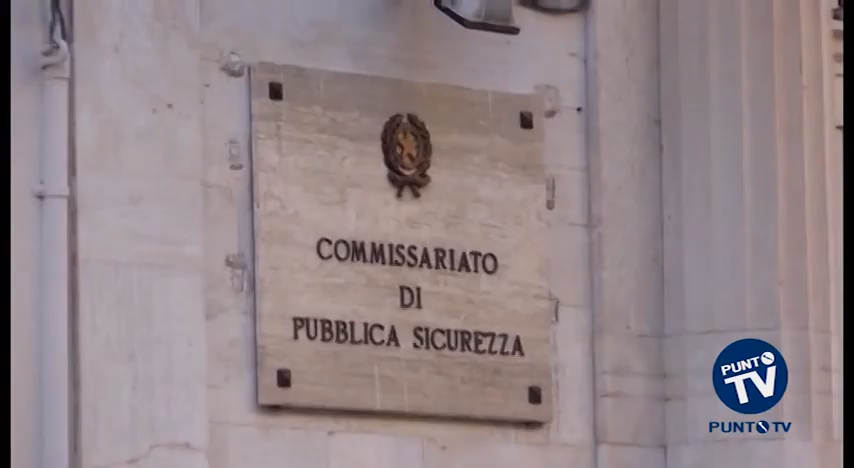 COMMISSARIATO
DI
PUBBLICA SICUREZZA
PUNTO
TV
PUNTO TV